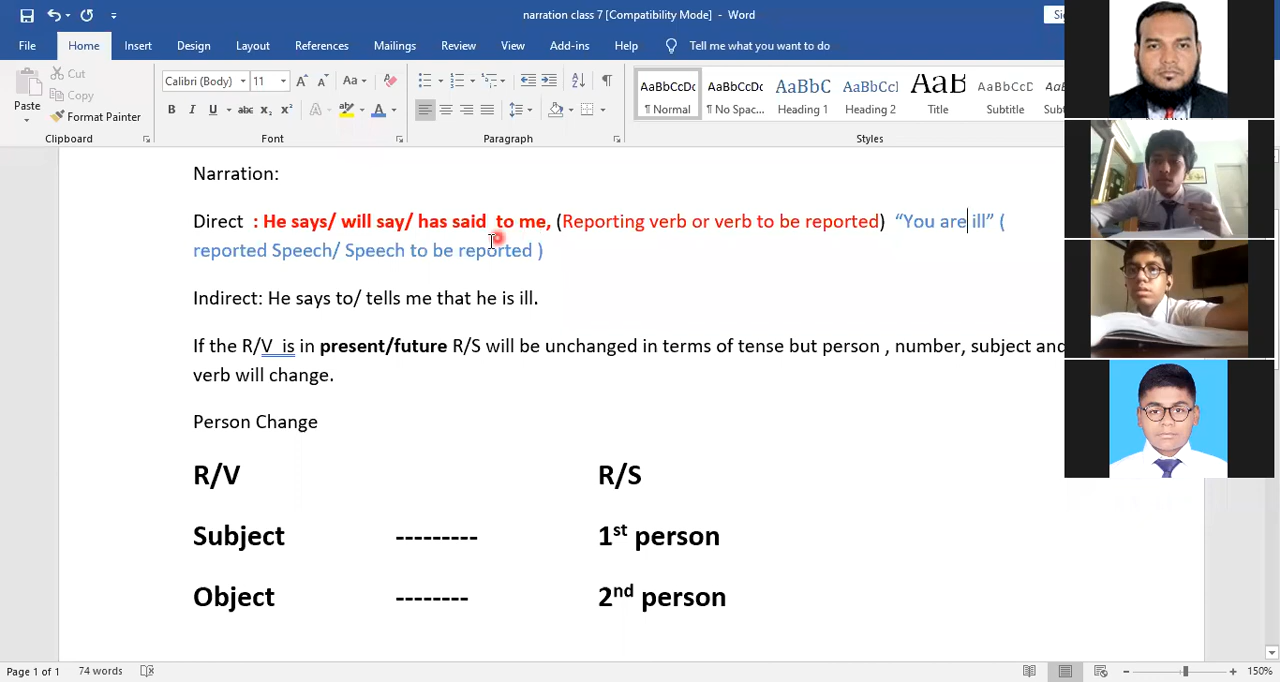 narration class 7 [Compatibility Mode] - Word
File Home Insert Design Layout References Mailings Review View Add-ins Help Tell me what you want to do
Paste
Cut
Copy
Format Painter
Clipboard
Calibri (Body) 11
Font
Paragraph
AaBbCcDc AaBbCcDc AaBbC AaBbCcl AaB AaBbCcD
¶ Normal ¶ No Spac... Heading 1 Heading 2 Title Subtitle
Styles
Narration:
Direct : He says/ will say/ has said to me, (Reporting verb or verb to be reported) “You are ill” (
reported Speech/ Speech to be reported )
Indirect: He says to/ tells me that he is ill.
If the R/V is in present/future R/S will be unchanged in terms of tense but person , number, subject and
verb will change.
Person Change
R/V R/S
Subject --------- 1st person
Object -------- 2nd person
Page 1 of 1 74 words 150%